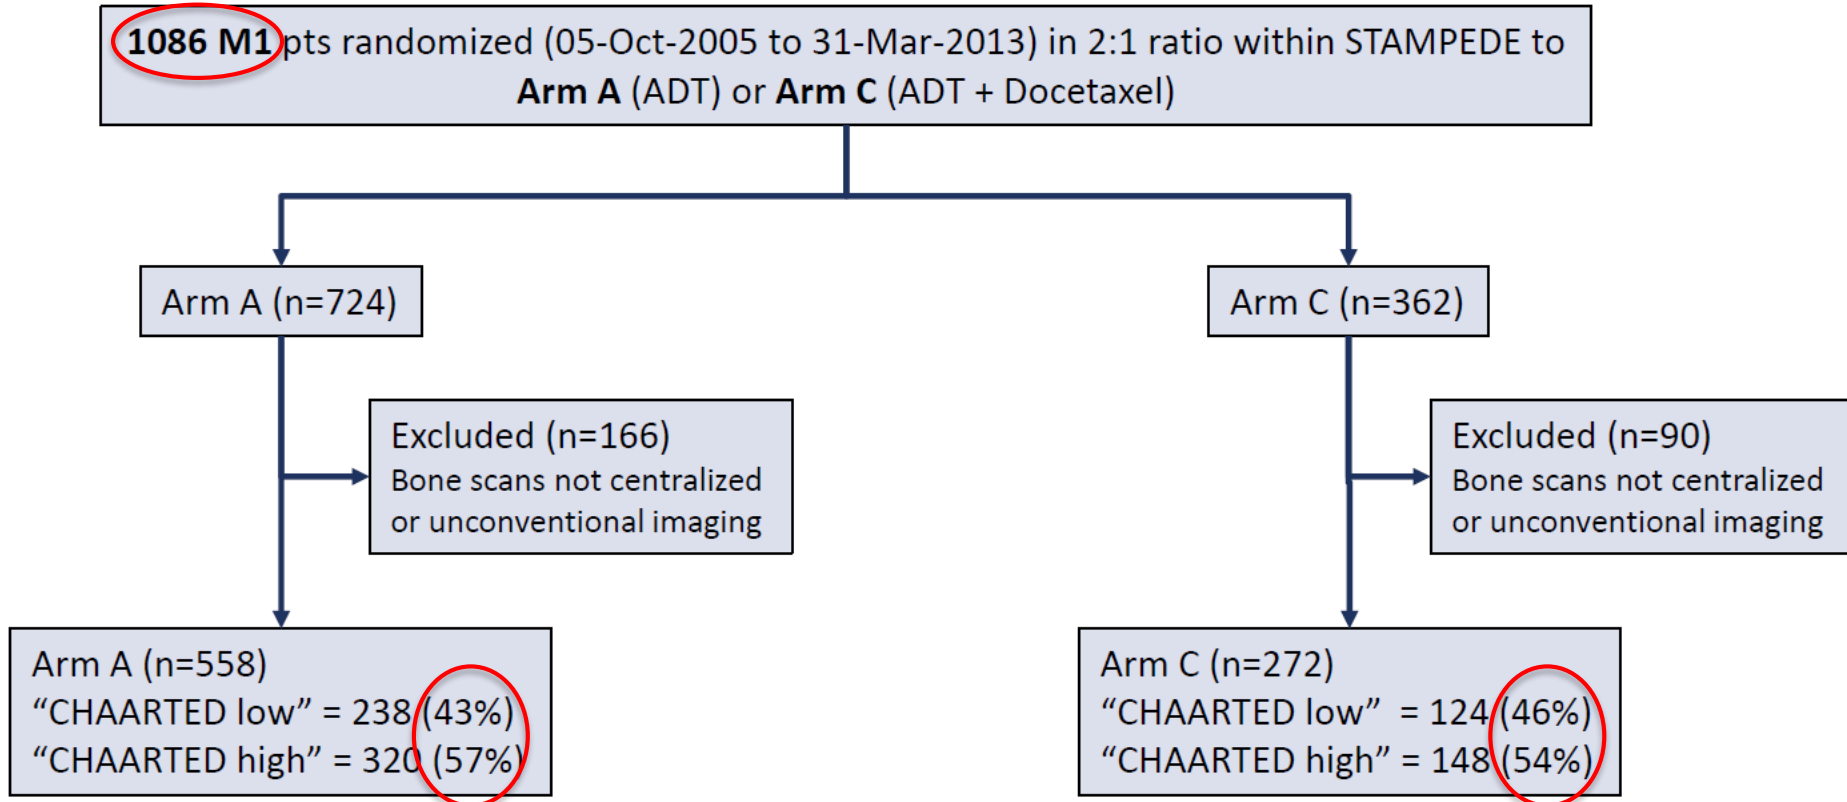 1086 M1 pts randomized (05-Oct-2005 to 31-Mar-2013) in 2:1 ratio within STAMPEDE to
Arm A (ADT) or Arm C (ADT + Docetaxel)
Arm A (n=724)
Arm C (n=362)
Excluded (n=166)
Bone scans not centralized
or unconventional imaging
Excluded (n=90)
Bone scans not centralized
or unconventional imaging
Arm A (n=558)
“CHAARTED low” = 238 (43%)
“CHAARTED high” = 320 (57%)
Arm C (n=272)
“CHAARTED low” = 124 (46%)
“CHAARTED high” = 148 (54%)